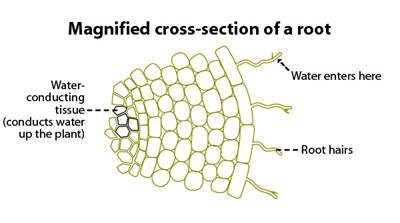 Magnified cross-section of a root
Water-
conducting
tissue
(conducts water
up the plant)
Water enters here
Root hairs